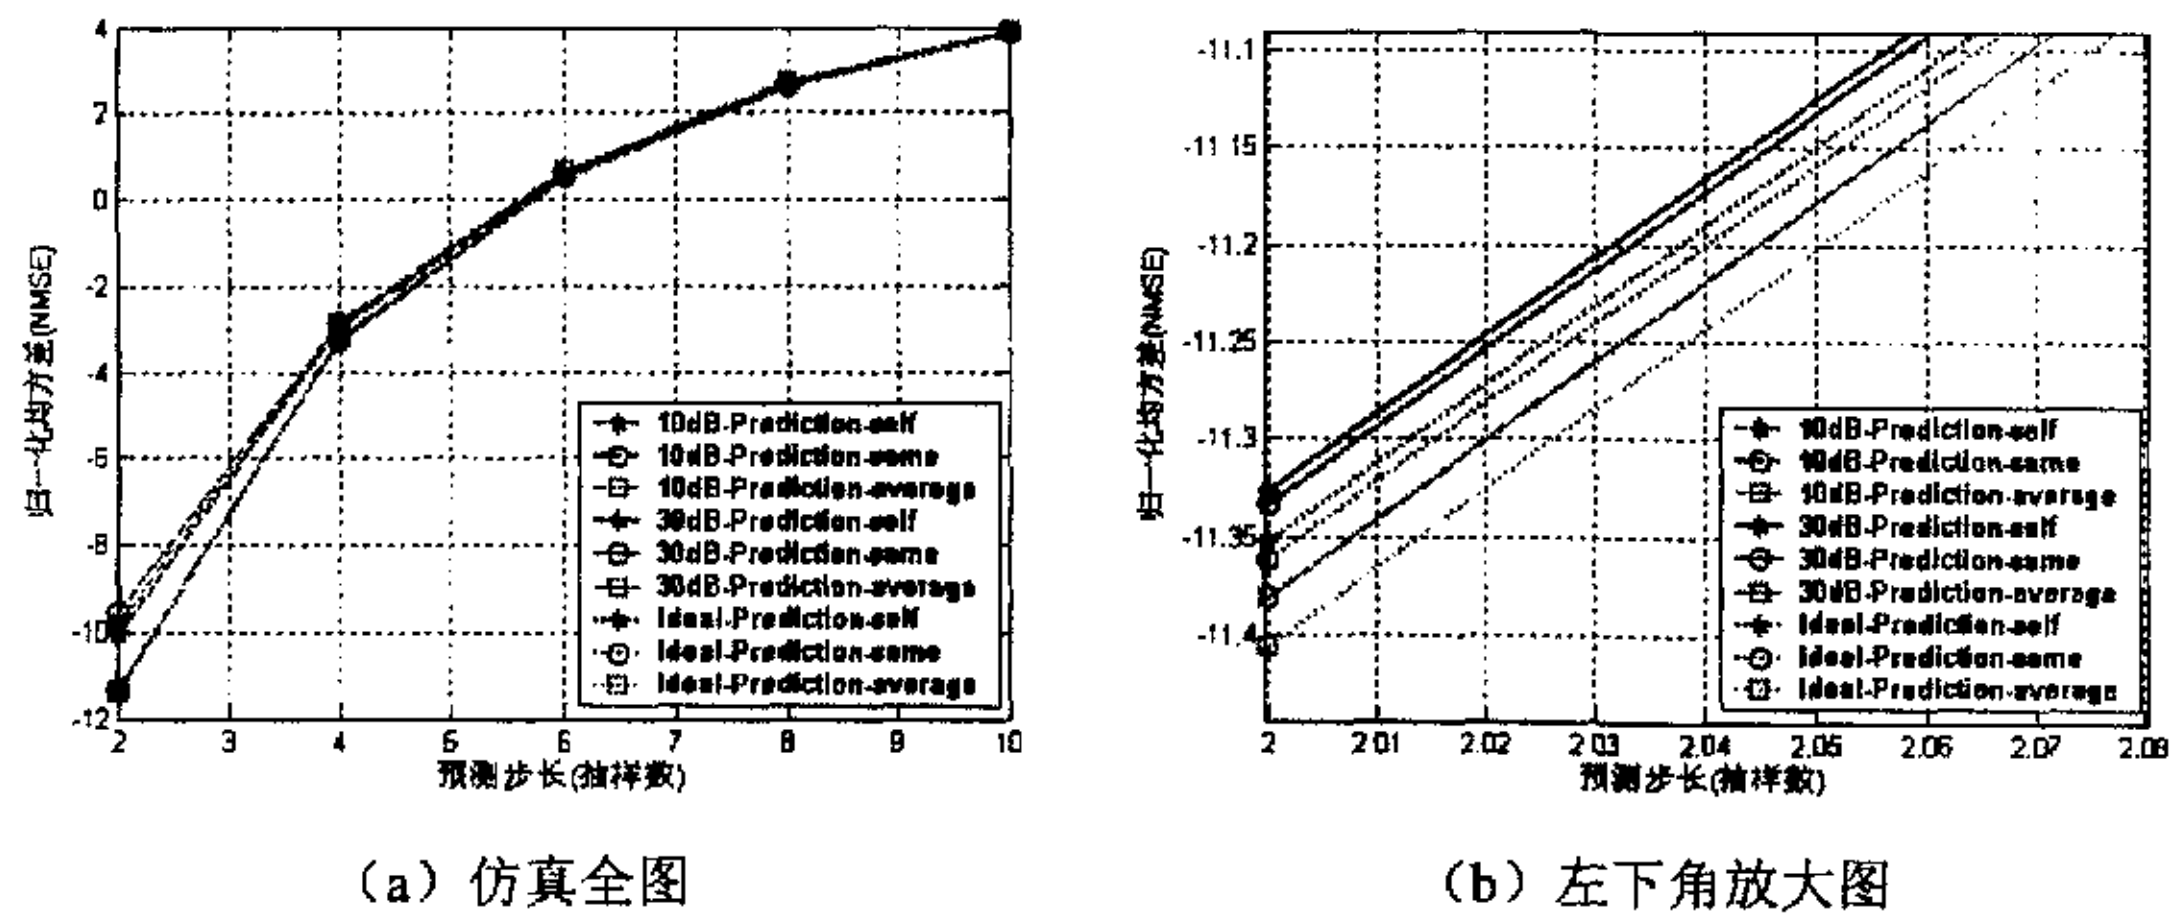 4
2
0
-2
-4
-6
-8
-10
-12
2 3 4 5 6 7 8 9 10
归一化均方差(NMSE)
预测步长(抽样数)
10dB-Prediction-self
10dB-Prediction-same
10dB-Prediction-average
30dB-Prediction-self
30dB-Prediction-same
30dB-Prediction-average
Ideal-Prediction-self
Ideal-Prediction-same
Ideal-Prediction-average
(a) 仿真全图
-11.1
-11.15
-11.2
-11.25
-11.3
-11.35
-11.4
2 2.01 2.02 2.03 2.04 2.05 2.06 2.07 2.08
归一化均方差(NMSE)
预测步长(抽样数)
10dB-Prediction-self
10dB-Prediction-same
10dB-Prediction-average
30dB-Prediction-self
30dB-Prediction-same
30dB-Prediction-average
Ideal-Prediction-self
Ideal-Prediction-same
Ideal-Prediction-average
(b) 左下角放大图